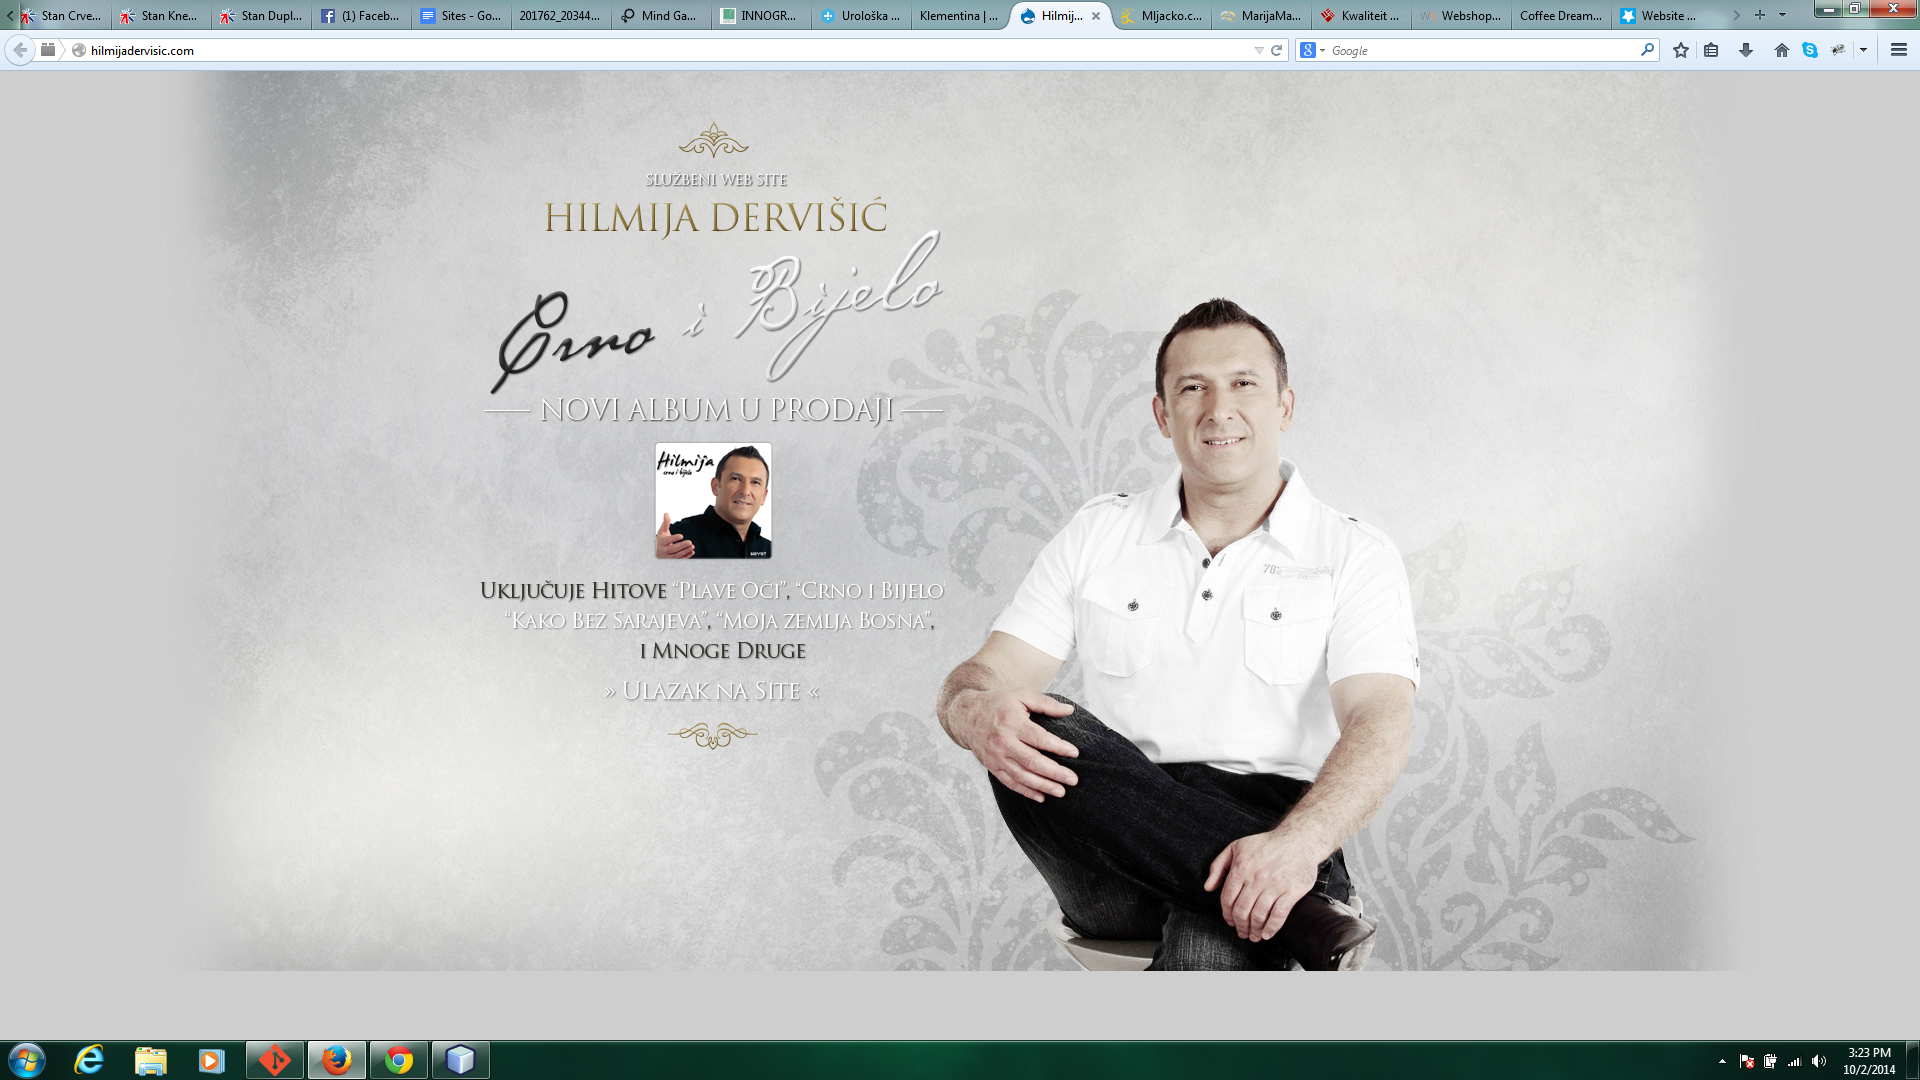 Stan Crve...
Stan Kne...
Stan Dupl...
(1) Faceb...
Sites - Go...
201762_20344...
Mind Ga...
INNOGR...
Urološka ...
Klementina | ...
Hilmij...
Mljacko.c...
MarijaMa...
Kwaliteit ...
Webshop...
Coffee Dream...
Website ...
hilmijadervisic.com
Google
SLUŽBENI WEB SITE
HILMIJA DERVIŠIĆ
Crno i Bijelo
NOVI ALBUM U PRODAJI
Hilmija
crno i bijelo
UKLJUČUJE HITOVE “PLAVE OČI”, “CRNO I BIJELO
“KAKO BEZ SARAJEVA”, “MOJA ZEMLJA BOSNA”,
I MNOGE DRUGE
» ULAZAK NA SITE «
3:23 PM
10/2/2014